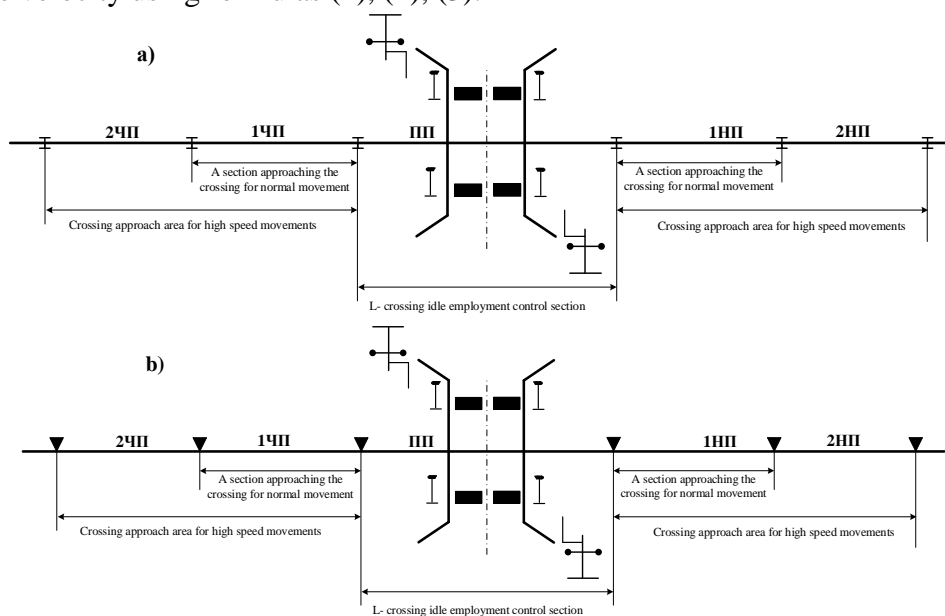 a)
2ЧП 1ЧП ПП 1НП 2НП
A section approaching the
crossing for normal movement
A section approaching the
crossing for normal movement
Crossing approach area for high speed movements
Crossing approach area for high speed movements
L- crossing idle employment control section
b)
2ЧП 1ЧП ПП 1НП 2НП
A section approaching the
crossing for normal movement
A section approaching the
crossing for normal movement
Crossing approach area for high speed movements
Crossing approach area for high speed movements
L- crossing idle employment control section